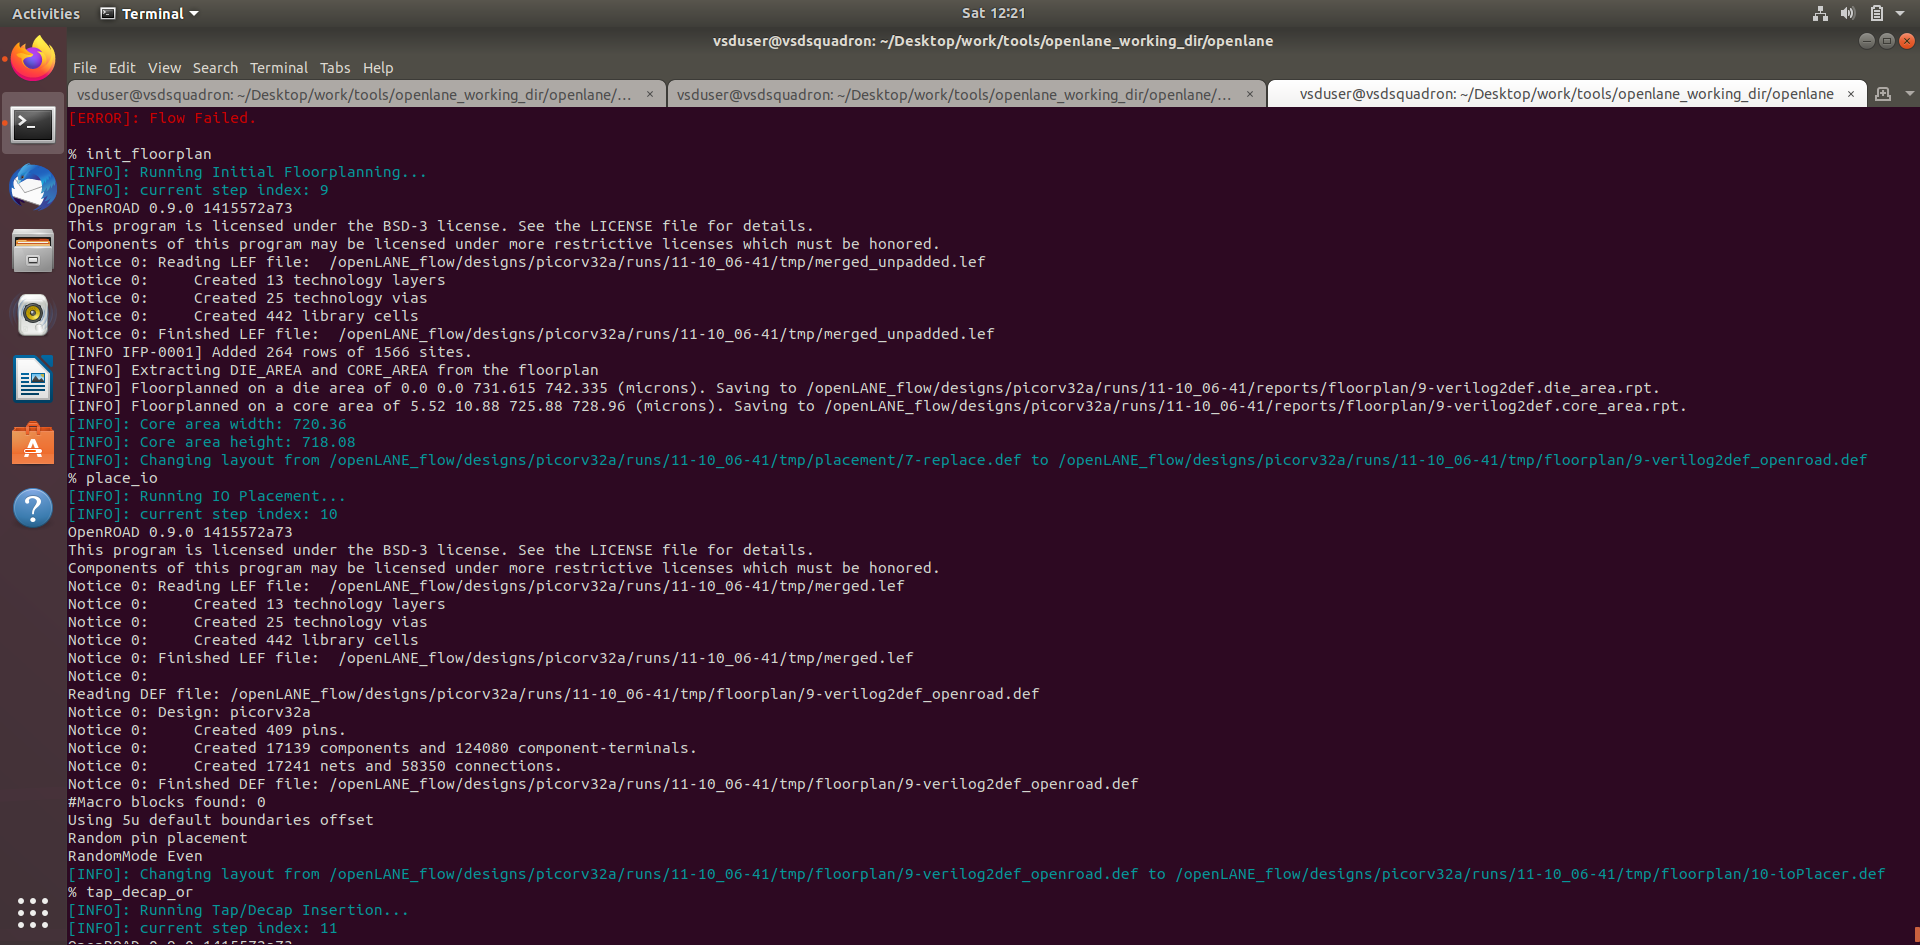 Activities Terminal Sat 12:21
vsduser@vsdsquadron: ~/Desktop/work/tools/openlane_working_dir/openlane
File Edit View Search Terminal Tabs Help
vsduser@vsdsquadron: ~/Desktop/work/tools/openlane_working_dir/openlane/... × vsduser@vsdsquadron: ~/Desktop/work/tools/openlane_working_dir/openlane/... × vsduser@vsdsquadron: ~/Desktop/work/tools/openlane_working_dir/openlane ×
[ERROR]: Flow Failed.
% init_floorplan
[INFO]: Running Initial Floorplanning...
[INFO]: current step index: 9
OpenROAD 0.9.0 1415572a73
This program is licensed under the BSD-3 license. See the LICENSE file for details.
Components of this program may be licensed under more restrictive licenses which must be honored.
Notice 0: Reading LEF file:  /openLANE_flow/designs/picorv32a/runs/11-10_06-41/tmp/merged_unpadded.lef
Notice 0:     Created 13 technology layers
Notice 0:     Created 25 technology vias
Notice 0:     Created 442 library cells
Notice 0: Finished LEF file:  /openLANE_flow/designs/picorv32a/runs/11-10_06-41/tmp/merged_unpadded.lef
[INFO IFP-0001] Added 264 rows of 1566 sites.
[INFO] Extracting DIE_AREA and CORE_AREA from the floorplan
[INFO] Floorplanned on a die area of 0.0 0.0 731.615 742.335 (microns). Saving to /openLANE_flow/designs/picorv32a/runs/11-10_06-41/reports/floorplan/9-verilog2def.die_area.rpt.
[INFO] Floorplanned on a core area of 5.52 10.88 725.88 728.96 (microns). Saving to /openLANE_flow/designs/picorv32a/runs/11-10_06-41/reports/floorplan/9-verilog2def.core_area.rpt.
[INFO]: Core area width: 720.36
[INFO]: Core area height: 718.08
[INFO]: Changing layout from /openLANE_flow/designs/picorv32a/runs/11-10_06-41/tmp/placement/7-replace.def to /openLANE_flow/designs/picorv32a/runs/11-10_06-41/tmp/floorplan/9-verilog2def_openroad.def
% place_io
[INFO]: Running IO Placement...
[INFO]: current step index: 10
OpenROAD 0.9.0 1415572a73
This program is licensed under the BSD-3 license. See the LICENSE file for details.
Components of this program may be licensed under more restrictive licenses which must be honored.
Notice 0: Reading LEF file:  /openLANE_flow/designs/picorv32a/runs/11-10_06-41/tmp/merged.lef
Notice 0:     Created 13 technology layers
Notice 0:     Created 25 technology vias
Notice 0:     Created 442 library cells
Notice 0: Finished LEF file:  /openLANE_flow/designs/picorv32a/runs/11-10_06-41/tmp/merged.lef
Notice 0:
Reading DEF file: /openLANE_flow/designs/picorv32a/runs/11-10_06-41/tmp/floorplan/9-verilog2def_openroad.def
Notice 0: Design: picorv32a
Notice 0:     Created 409 pins.
Notice 0:     Created 17139 components and 124080 component-terminals.
Notice 0:     Created 17241 nets and 58350 connections.
Notice 0: Finished DEF file: /openLANE_flow/designs/picorv32a/runs/11-10_06-41/tmp/floorplan/9-verilog2def_openroad.def
#Macro blocks found: 0
Using 5u default boundaries offset
Random pin placement
RandomMode Even
[INFO]: Changing layout from /openLANE_flow/designs/picorv32a/runs/11-10_06-41/tmp/floorplan/9-verilog2def_openroad.def to /openLANE_flow/designs/picorv32a/runs/11-10_06-41/tmp/floorplan/10-ioPlacer.def
% tap_decap_or
[INFO]: Running Tap/Decap Insertion...
[INFO]: current step index: 11
OpenROAD 0.9.0 1415572a73